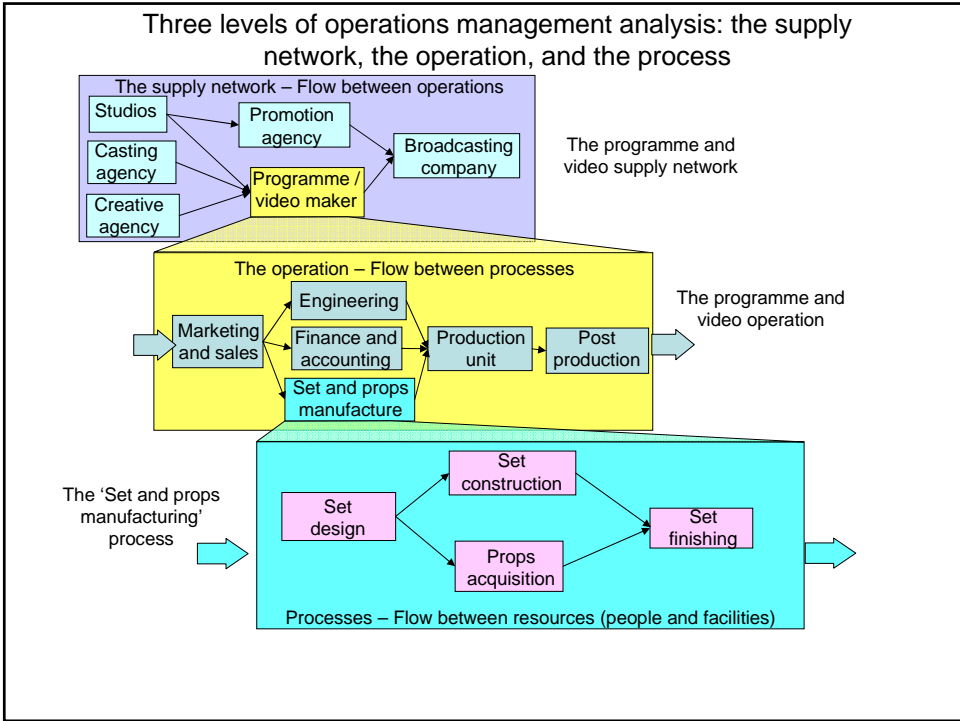 Three levels of operations management analysis: the supply
network, the operation, and the process
The supply network – Flow between operations
Studios
Promotion
agency
Broadcasting
company
Casting
agency
Programme /
video maker
Creative
agency
The programme and
video supply network
The operation – Flow between processes
Engineering
Marketing
and sales
Finance and
accounting
Production
unit
Post
production
Set and props
manufacture
The programme and
video operation
The ‘Set and props
manufacturing’
process
Set
construction
Set
design
Set
finishing
Props
acquisition
Processes – Flow between resources (people and facilities)